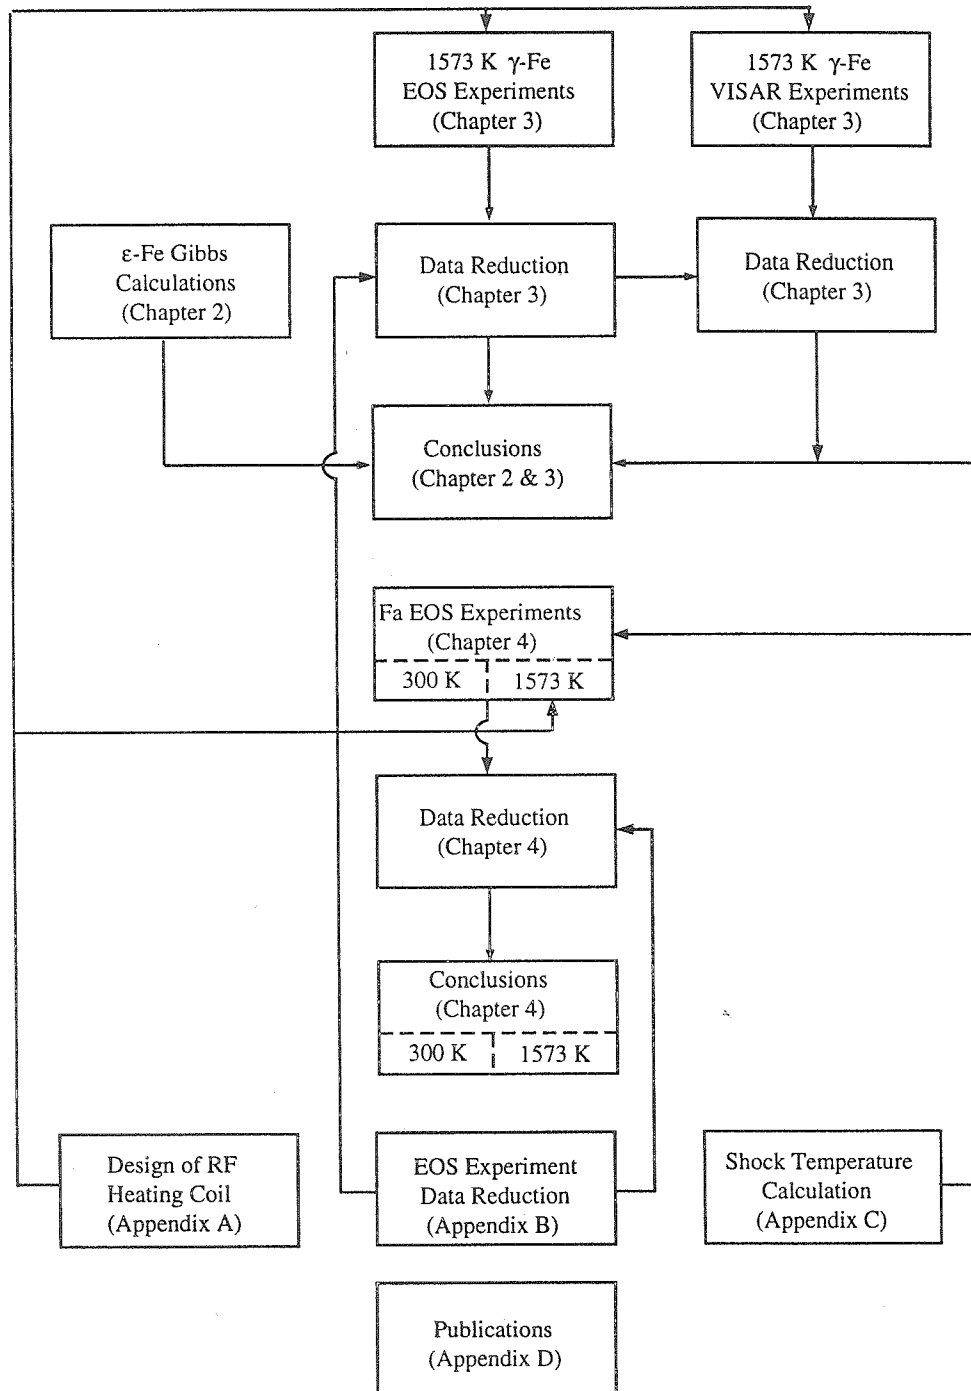 1573 K γ-Fe
EOS Experiments
(Chapter 3)
1573 K γ-Fe
VISAR Experiments
(Chapter 3)
ε-Fe Gibbs
Calculations
(Chapter 2)
Data Reduction
(Chapter 3)
Data Reduction
(Chapter 3)
Conclusions
(Chapter 2 & 3)
Fa EOS Experiments
(Chapter 4)
300 K
1573 K
Data Reduction
(Chapter 4)
Conclusions
(Chapter 4)
300 K
1573 K
Design of RF
Heating Coil
(Appendix A)
EOS Experiment
Data Reduction
(Appendix B)
Shock Temperature
Calculation
(Appendix C)
Publications
(Appendix D)